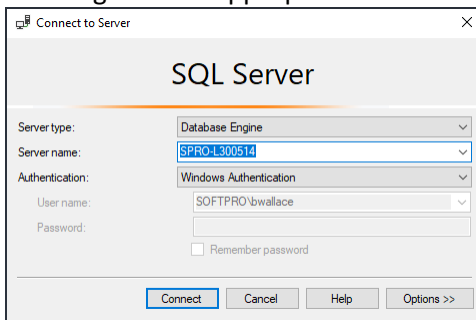 Connect to Server
SQL Server
Server type: Database Engine
Server name: SPRO-L300514
Authentication: Windows Authentication
User name: SOFTPRO\bwallace
Password:
Remember password
Connect Cancel Help Options >>